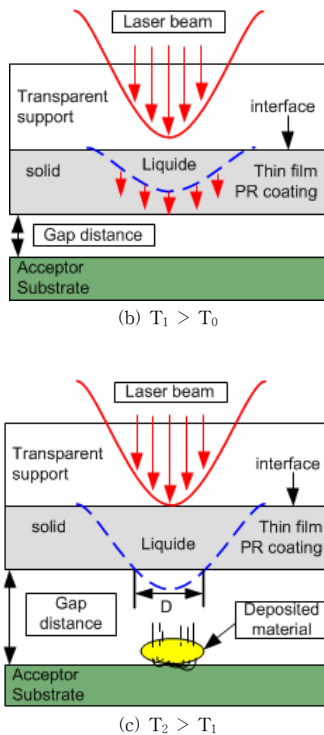 Laser beam
Transparent
support
interface
solid
Liquide
Thin film
PR coating
Gap distance
Acceptor
Substrate
(b) T₁ > T₀
Laser beam
Transparent
support
interface
solid
Liquide
Thin film
PR coating
D
Gap
distance
Deposited
material
Acceptor
Substrate
(c) T₂ > T₁